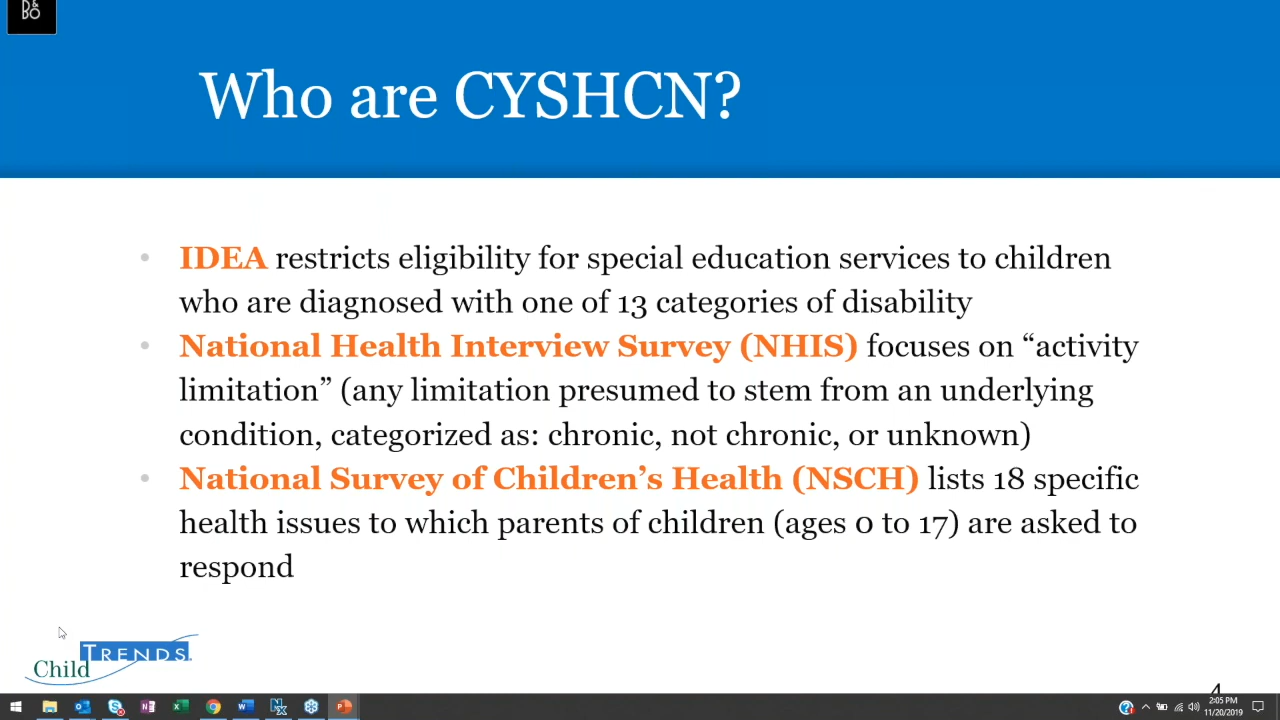 B&
BO
Who are CYSHCN?
• IDEA restricts eligibility for special education services to children
who are diagnosed with one of 13 categories of disability
• National Health Interview Survey (NHIS) focuses on “activity
limitation” (any limitation presumed to stem from an underlying
condition, categorized as: chronic, not chronic, or unknown)
• National Survey of Children’s Health (NSCH) lists 18 specific
health issues to which parents of children (ages 0 to 17) are asked to
respond
Child TRENDS.
4
2:05 PM
11/20/2019